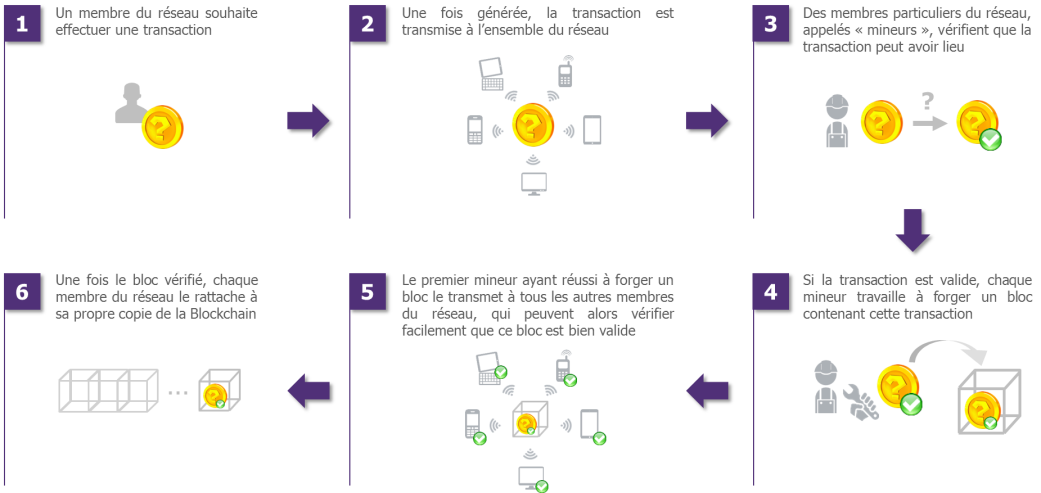 1
Un membre du réseau souhaite
effectuer une transaction
2
Une fois générée, la transaction est
transmise à l'ensemble du réseau
3
Des membres particuliers du réseau,
appelés « mineurs », vérifient que la
transaction peut avoir lieu
?
4
Si la transaction est valide, chaque
mineur travaille à forger un bloc
contenant cette transaction
5
Le premier mineur ayant réussi à forger un
bloc le transmet à tous les autres membres
du réseau, qui peuvent alors vérifier
facilement que ce bloc est bien valide
6
Une fois le bloc vérifié, chaque
membre du réseau le rattache à
sa propre copie de la Blockchain
...